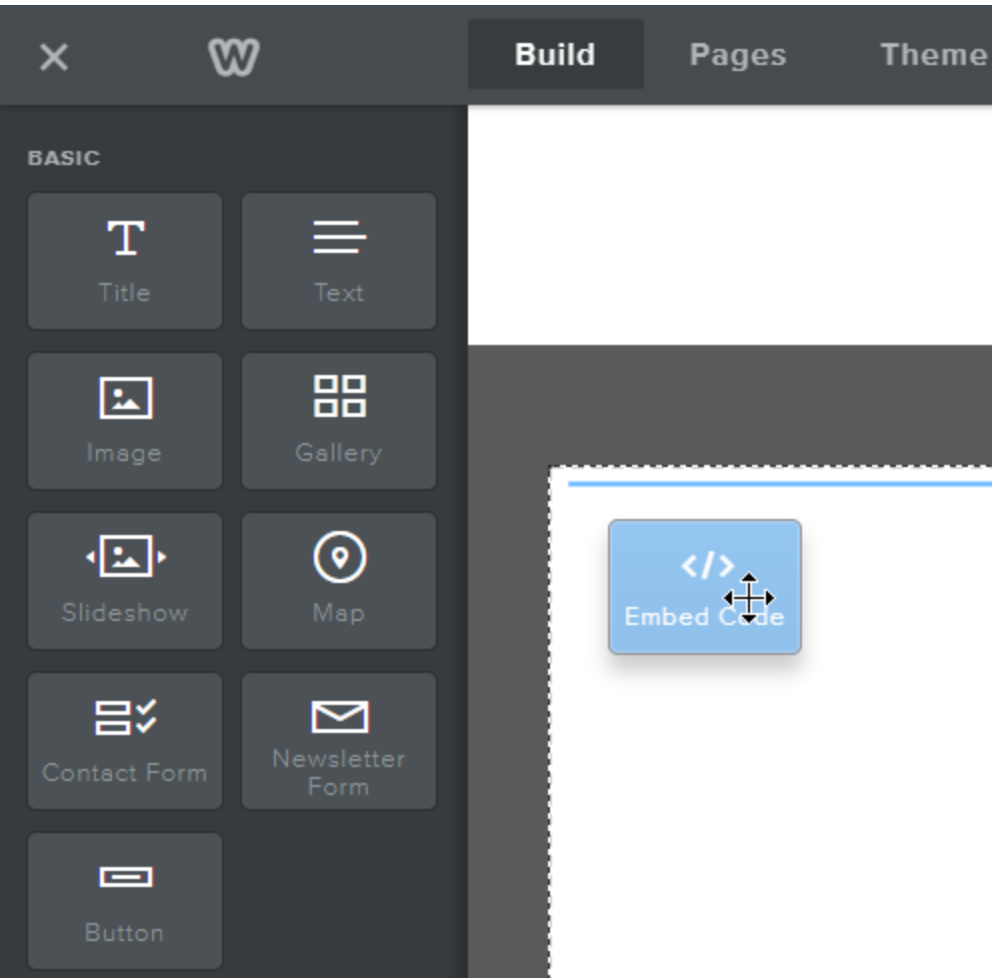 Build Pages Theme
BASIC
Title Text
Image Gallery
Slideshow Map
Contact Form Newsletter
Form
Button
Embed Code